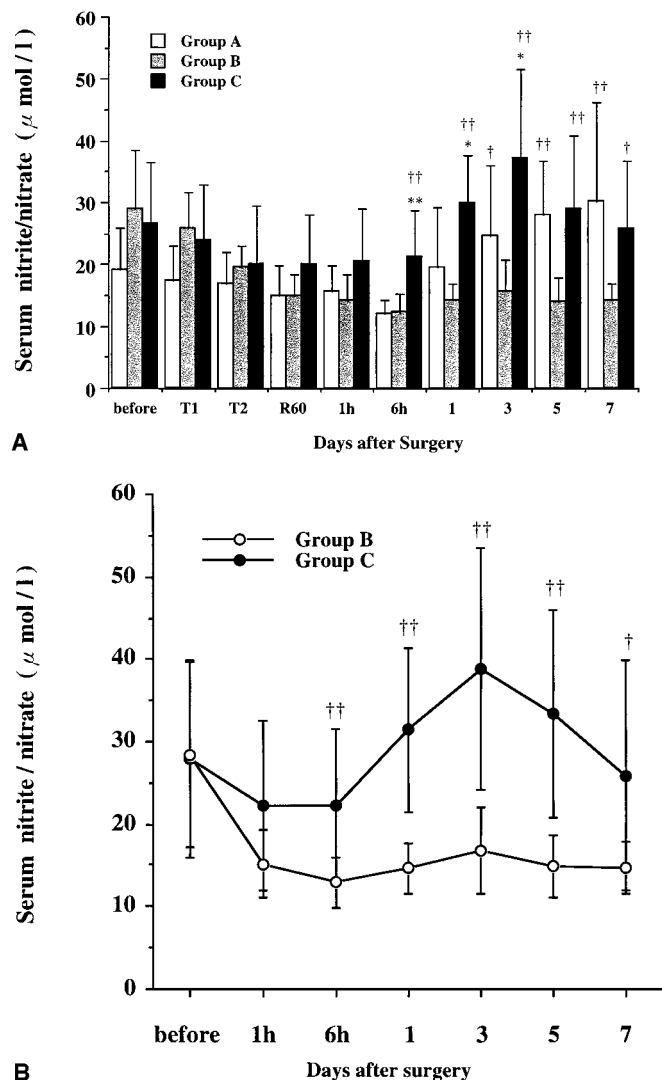 Serum nitrite/nitrate ( μ mol / l )
60
50
40
30
20
10
0
Group A
Group B
Group C
††
**
††
*
†
††
*
††
††
††
†
before T1 T2 R60 1h 6h 1 3 5 7
Days after Surgery
A
Serum nitrite / nitrate ( μ mol / l )
60
50
40
30
20
10
0
Group B
Group C
††
††
††
††
†
before 1h 6h 1 3 5 7
Days after surgery
B